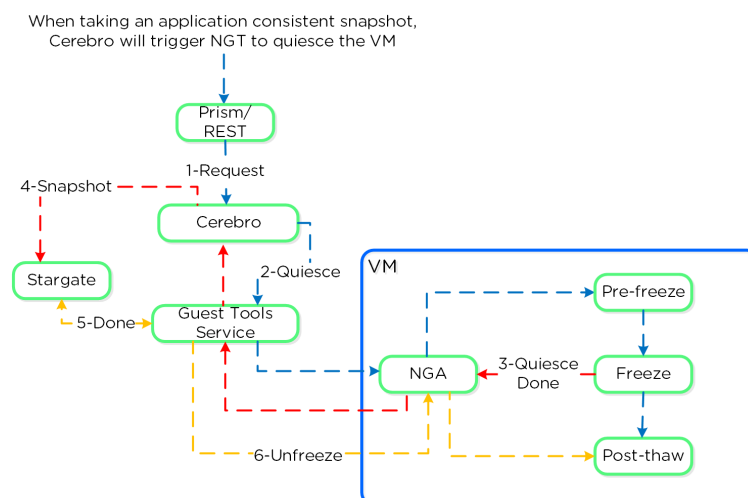 When taking an application consistent snapshot,
Cerebro will trigger NGT to quiesce the VM
Prism/
REST
1-Request
4-Snapshot
Cerebro
VM
2-Quiesce
Stargate
Pre-freeze
Guest Tools
Service
5-Done
3-Quiesce
Done
NGA
Freeze
6-Unfreeze
Post-thaw